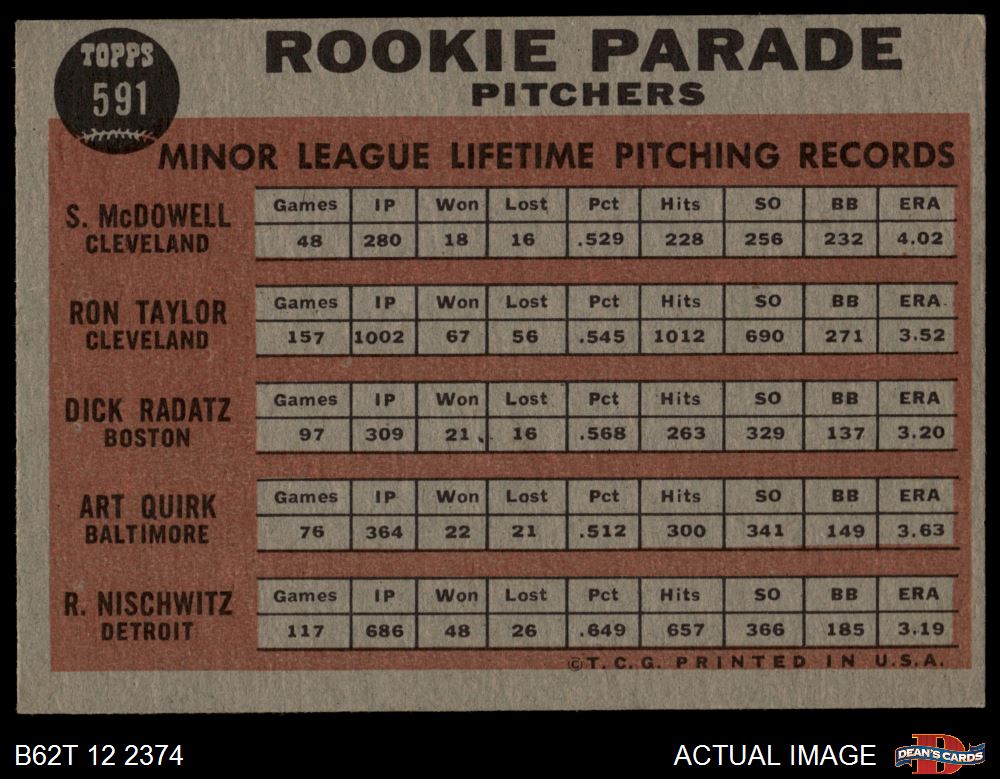 TOPPS
591
ROOKIE PARADE
PITCHERS
MINOR LEAGUE LIFETIME PITCHING RECORDS
S. McDOWELL
CLEVELAND
Games IP Won Lost Pct Hits SO BB ERA
48 280 18 16 .529 228 256 232 4.02
RON TAYLOR
CLEVELAND
Games IP Won Lost Pct Hits SO BB ERA
157 1002 67 56 .545 1012 690 271 3.52
DICK RADATZ
BOSTON
Games IP Won Lost Pct Hits SO BB ERA
97 309 21 16 .568 263 329 137 3.20
ART QUIRK
BALTIMORE
Games IP Won Lost Pct Hits SO BB ERA
76 364 22 21 .512 300 341 149 3.63
R. NISCHWITZ
DETROIT
Games IP Won Lost Pct Hits SO BB ERA
117 686 48 26 .649 657 366 185 3.19
©T.C.G. PRINTED IN U.S.A.
B62T 12 2374
ACTUAL IMAGE
DEAN'S CARDS